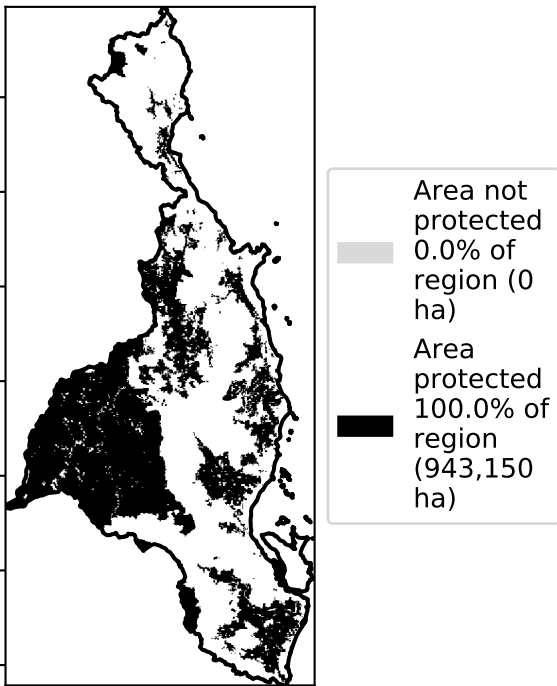 Area not
protected
0.0% of
region (0
ha)
Area
protected
100.0% of
region
(943,150
ha)